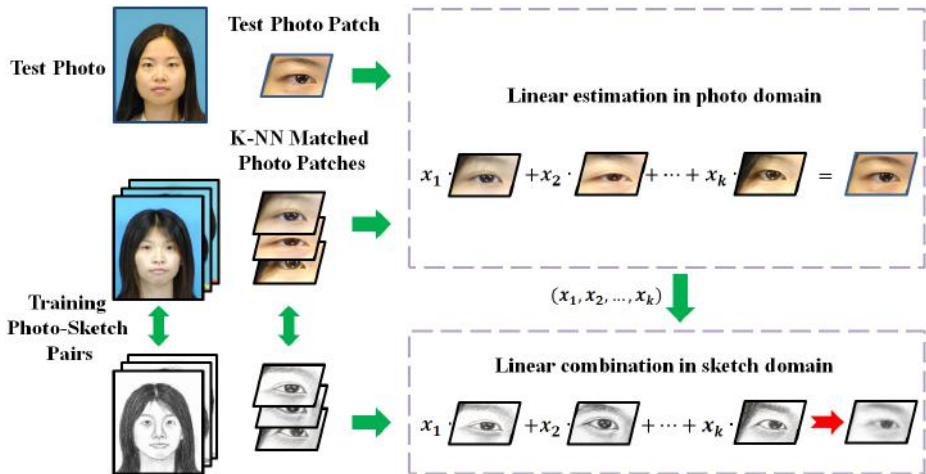 Test Photo
Test Photo Patch
K-NN Matched
Photo Patches
Training
Photo-Sketch
Pairs
Linear estimation in photo domain
x₁ · + x₂ · + ··· + xₖ · =
(x₁, x₂, ..., xₖ)
Linear combination in sketch domain
x₁ · + x₂ · + ··· + xₖ ·